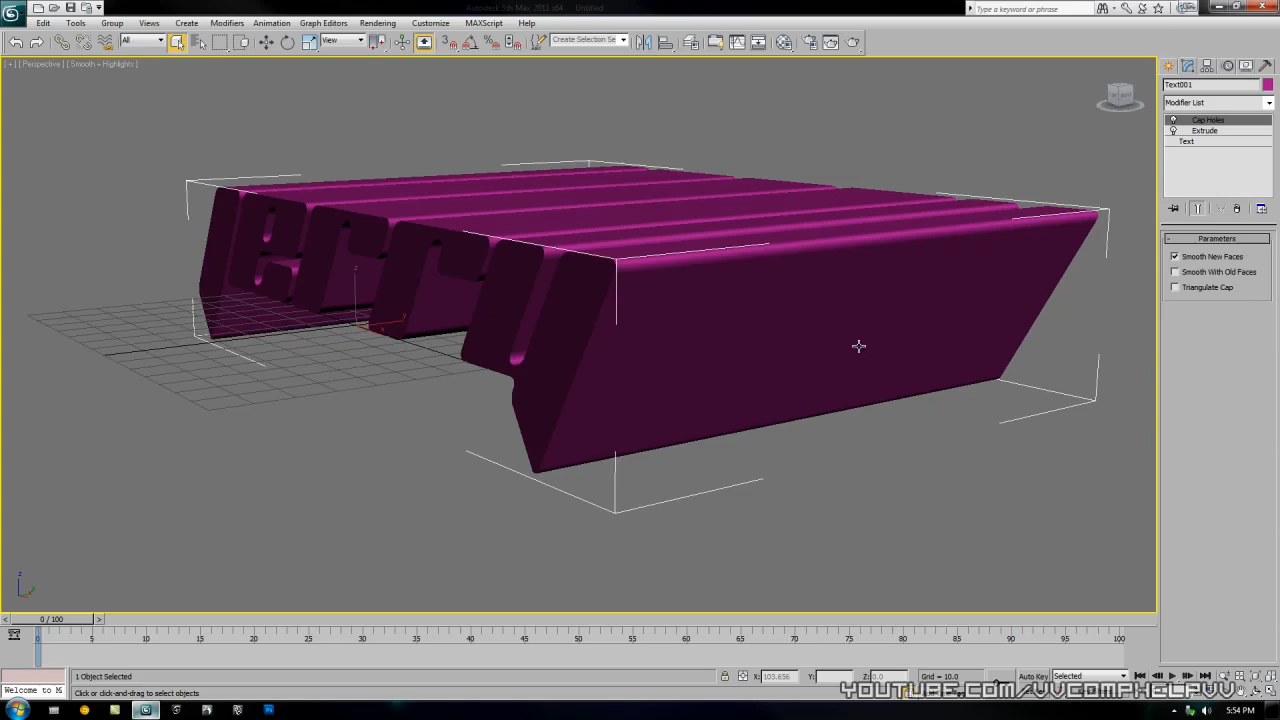 Autodesk 3ds Max 2011 x64 Untitled
Type a keyword or phrase
Edit Tools Group Views Create Modifiers Animation Graph Editors Rendering Customize MAXScript Help
All View Create Selection Se
[ + ] [ Perspective ] [ Smooth + Highlights ]
Text001
Modifier List
Cap Holes
Extrude
Text
- Parameters
Smooth New Faces
Smooth With Old Faces
Triangulate Cap
z
x
y
z
y
< 0 / 100 >
0 5 10 15 20 25 30 35 40 45 50 55 60 65 70 75 80 85 90 95 100
1 Object Selected X: 103.656 Y: Z: 0.0 Grid = 10.0 Auto Key Selected
Welcome to M Click or click-and-drag to select objects
5:54 PM